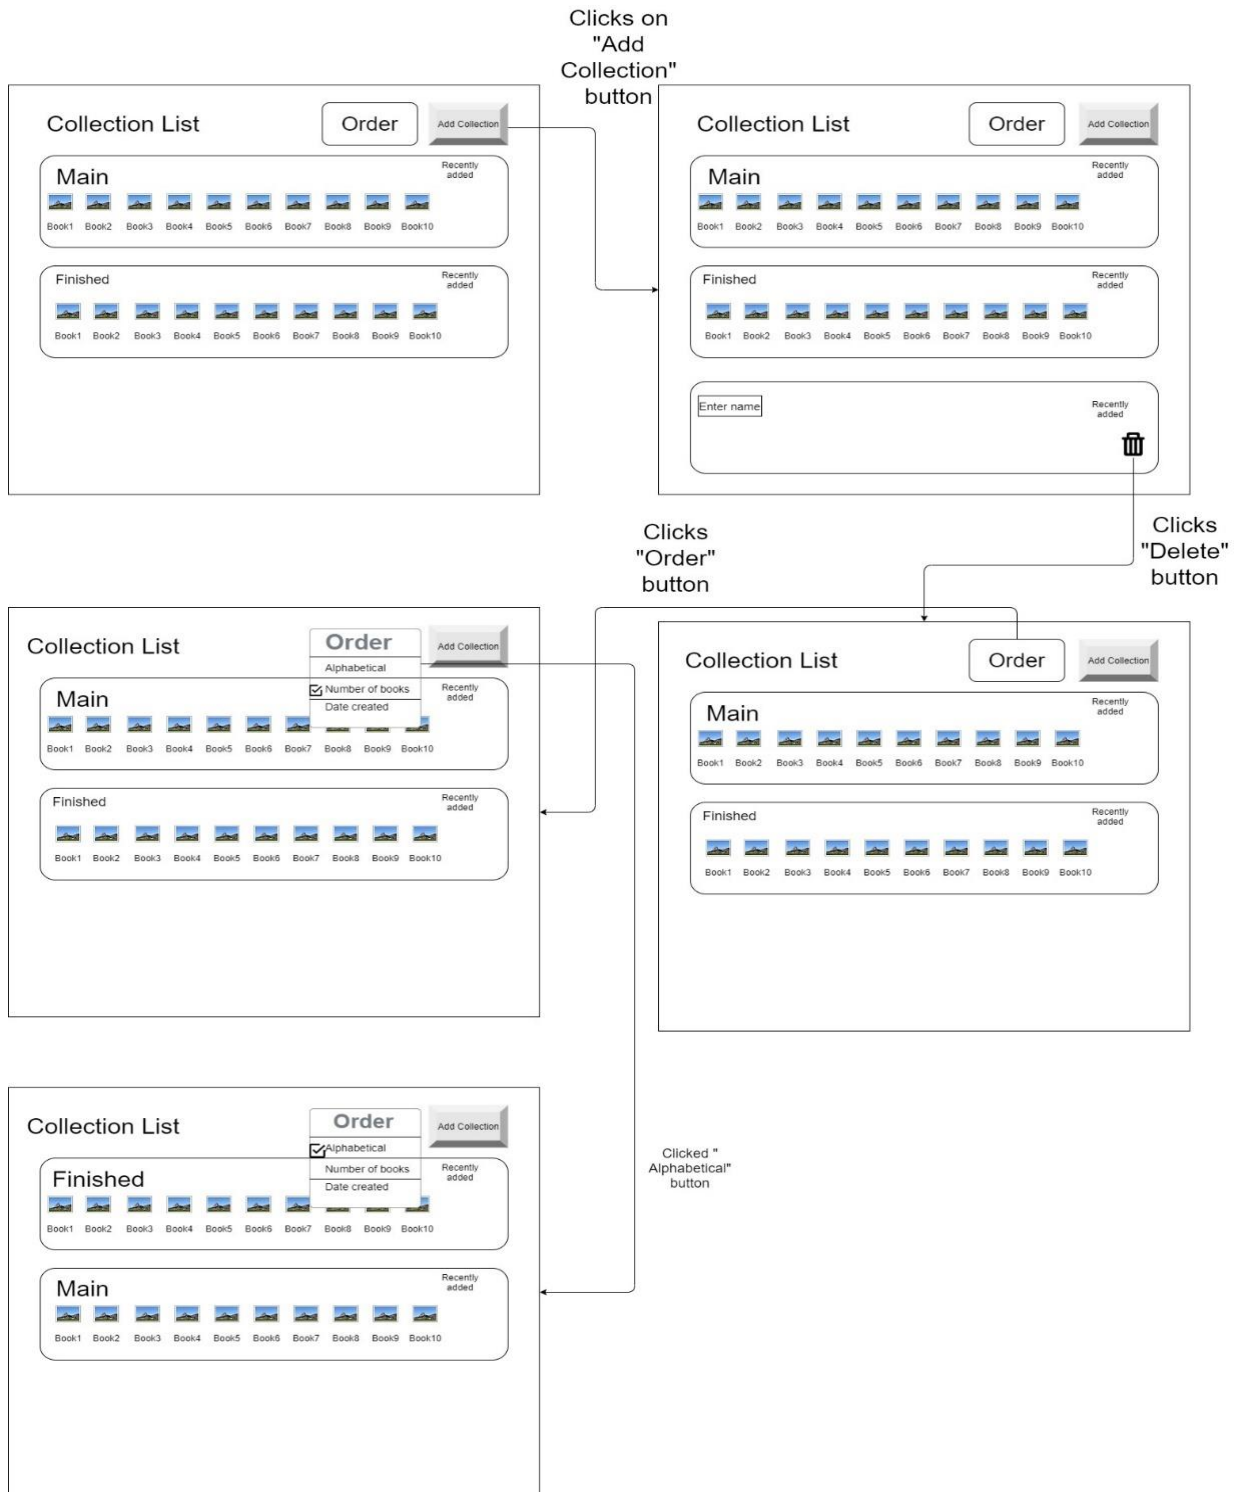 Clicks on
"Add
Collection"
button
Collection List
Order
Add Collection
Main
Recently
added
Book1 Book2 Book3 Book4 Book5 Book6 Book7 Book8 Book9 Book10
Finished
Recently
added
Book1 Book2 Book3 Book4 Book5 Book6 Book7 Book8 Book9 Book10
Collection List
Order
Add Collection
Main
Recently
added
Book1 Book2 Book3 Book4 Book5 Book6 Book7 Book8 Book9 Book10
Finished
Recently
added
Book1 Book2 Book3 Book4 Book5 Book6 Book7 Book8 Book9 Book10
Enter name
Recently
added
Clicks
"Order"
button
Clicks
"Delete"
button
Collection List
Order
Add Collection
Alphabetical
Number of books
Date created
Main
Recently
added
Book1 Book2 Book3 Book4 Book5 Book6 Book7 Book8 Book9 Book10
Finished
Recently
added
Book1 Book2 Book3 Book4 Book5 Book6 Book7 Book8 Book9 Book10
Collection List
Order
Add Collection
Main
Recently
added
Book1 Book2 Book3 Book4 Book5 Book6 Book7 Book8 Book9 Book10
Finished
Recently
added
Book1 Book2 Book3 Book4 Book5 Book6 Book7 Book8 Book9 Book10
Collection List
Order
Add Collection
Alphabetical
Number of books
Date created
Finished
Recently
added
Book1 Book2 Book3 Book4 Book5 Book6 Book7 Book8 Book9 Book10
Main
Recently
added
Book1 Book2 Book3 Book4 Book5 Book6 Book7 Book8 Book9 Book10
Clicked "
Alphabetical"
button